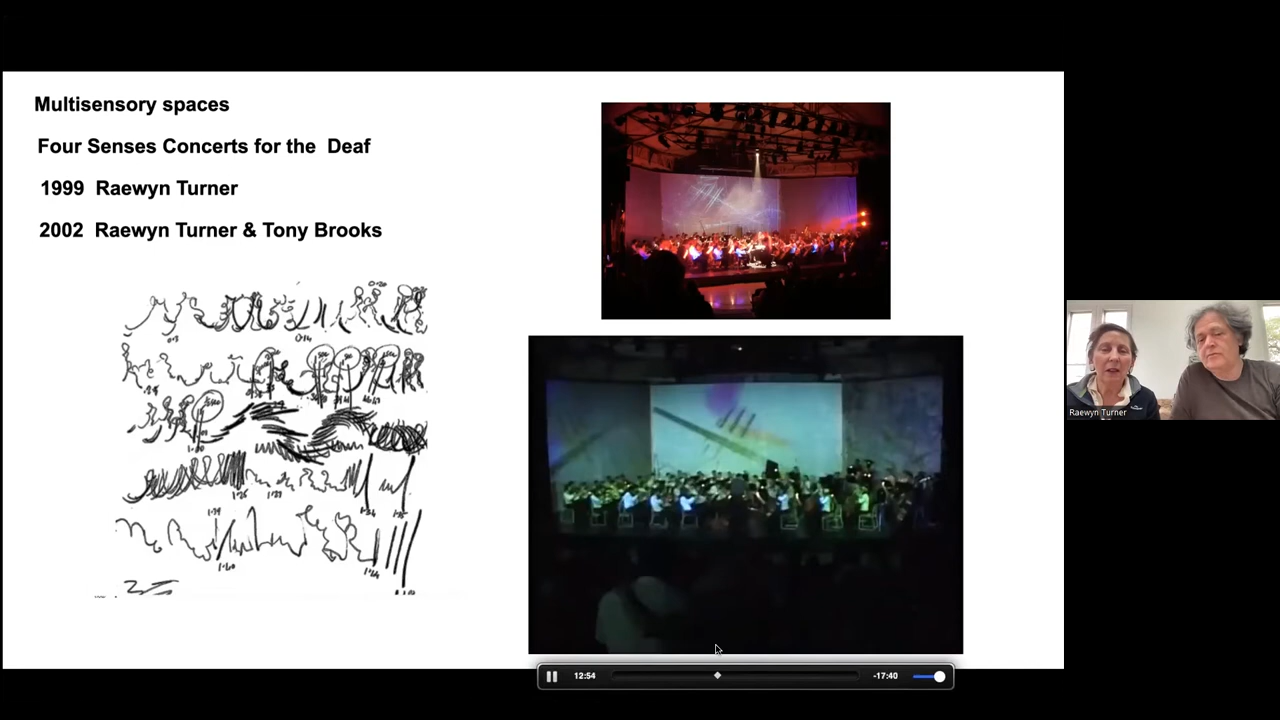 Multisensory spaces
Four Senses Concerts for the Deaf
1999 Raewyn Turner
2002 Raewyn Turner & Tony Brooks
Raewyn Turner
12:54
-17:40